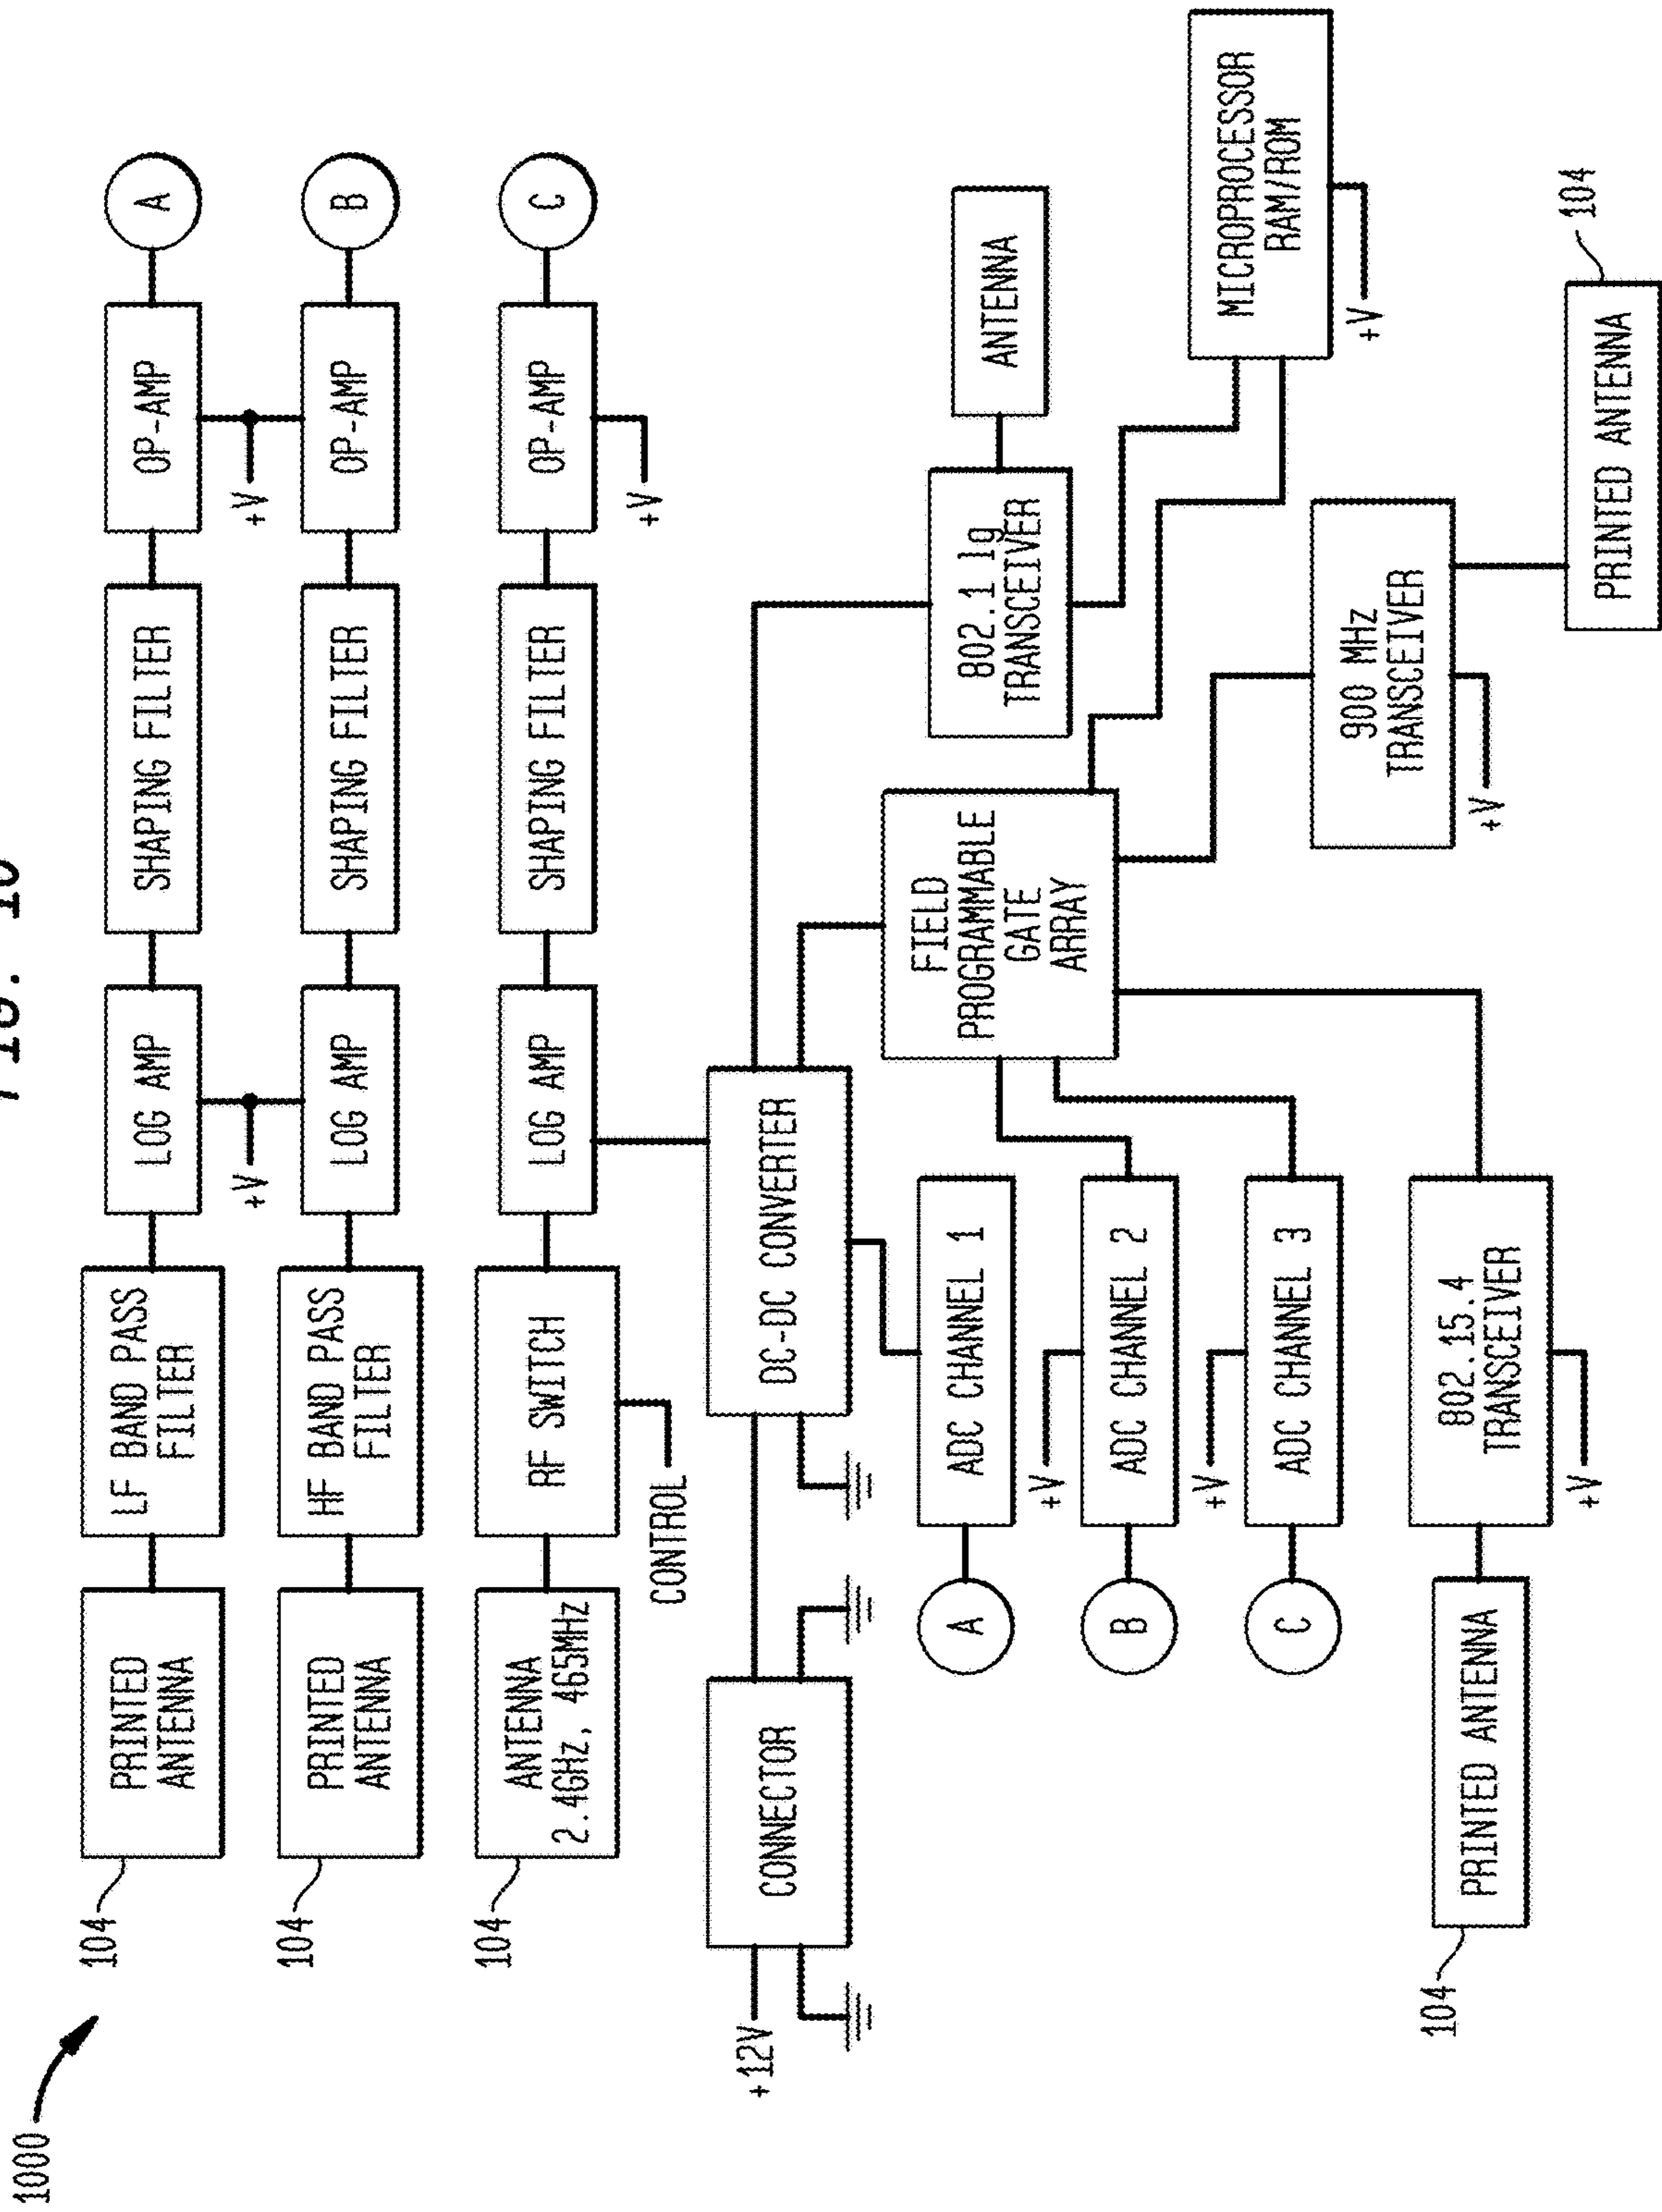 FIG. 10
1000
104
PRINTED
ANTENNA
LF BAND PASS
FILTER
LOG AMP
SHAPING FILTER
OP-AMP
A
+V
+V
104
PRINTED
ANTENNA
HF BAND PASS
FILTER
LOG AMP
SHAPING FILTER
OP-AMP
B
104
ANTENNA
2.4GHz, 465MHz
RF SWITCH
LOG AMP
SHAPING FILTER
OP-AMP
C
CONTROL
+V
+12V
CONNECTOR
DC-DC CONVERTER
802.1 1g
TRANSCEIVER
ANTENNA
A
ADC CHANNEL 1
FIELD
PROGRAMMABLE
GATE
ARRAY
+V
B
ADC CHANNEL 2
MICROPROCESSOR
RAM/ROM
+V
+V
C
ADC CHANNEL 3
900 MHz
TRANSCEIVER
+V
104
PRINTED ANTENNA
802.15.4
TRANSCEIVER
+V
PRINTED ANTENNA
104